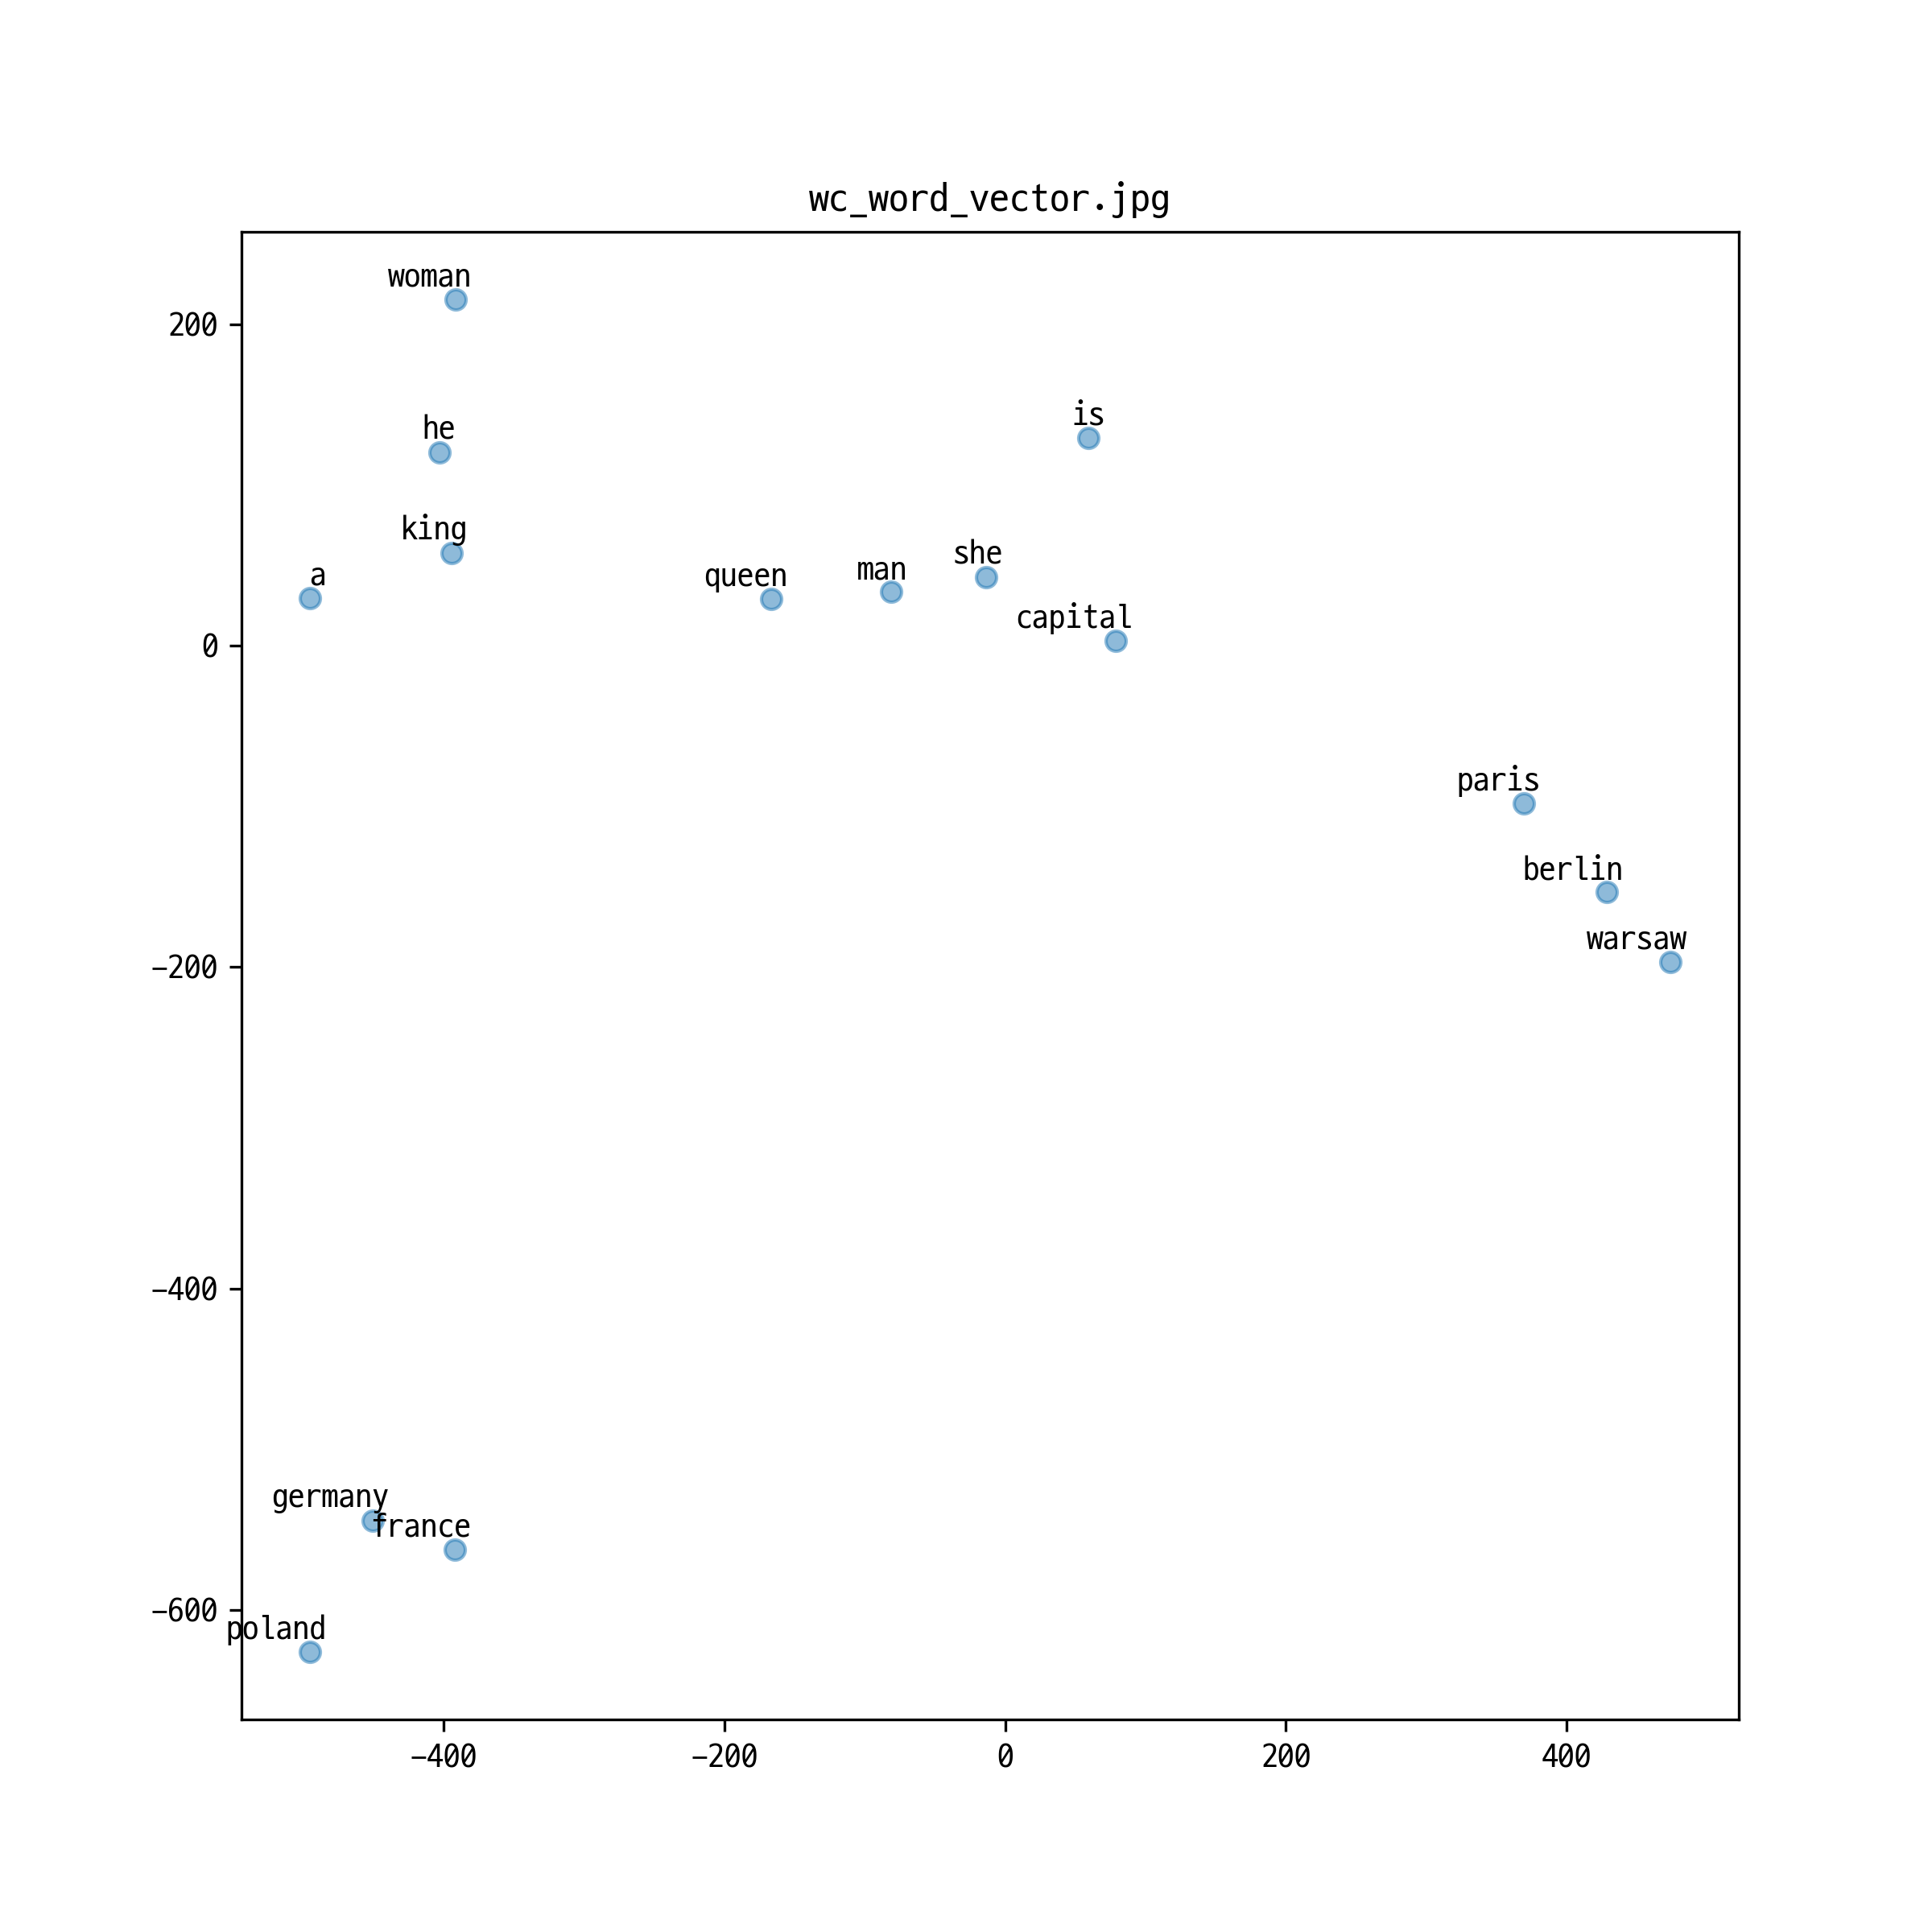 wc_word_vector.jpg
woman
200
is
he
king
she
man
a
queen
capital
0
paris
berlin
warsaw
−200
−400
germany
france
−600
poland
−400 −200 0 200 400